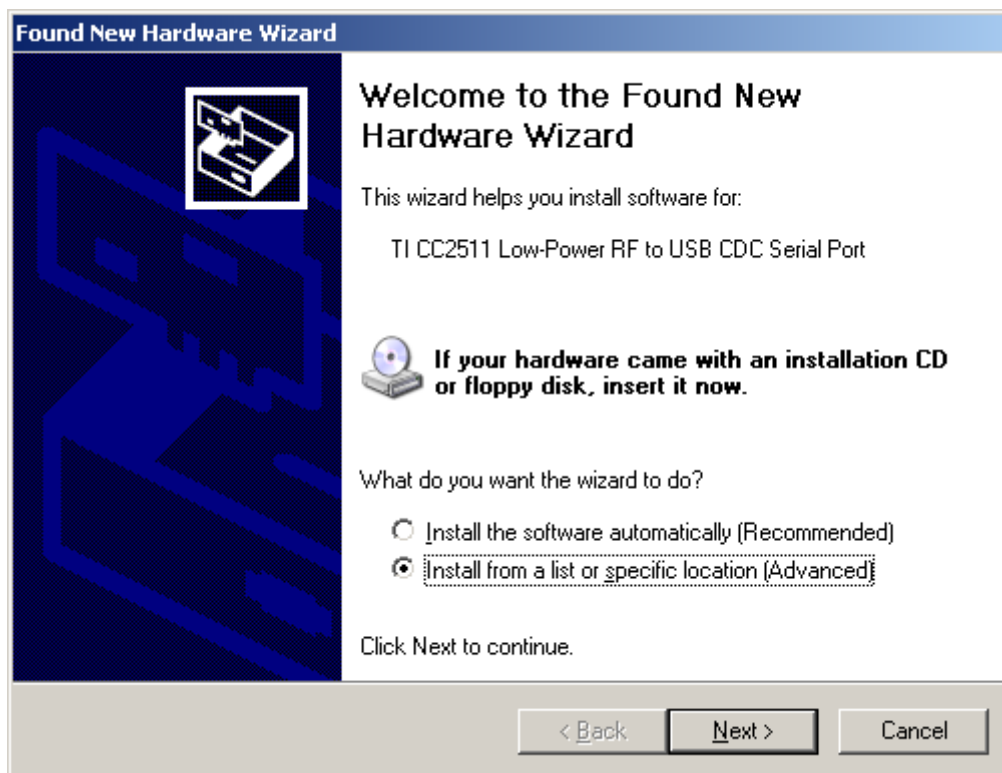 Found New Hardware Wizard
Welcome to the Found New
Hardware Wizard
This wizard helps you install software for:
TI CC2511 Low-Power RF to USB CDC Serial Port
If your hardware came with an installation CD
or floppy disk, insert it now.
What do you want the wizard to do?
Install the software automatically (Recommended)
Install from a list or specific location (Advanced)
Click Next to continue.
< Back Next > Cancel